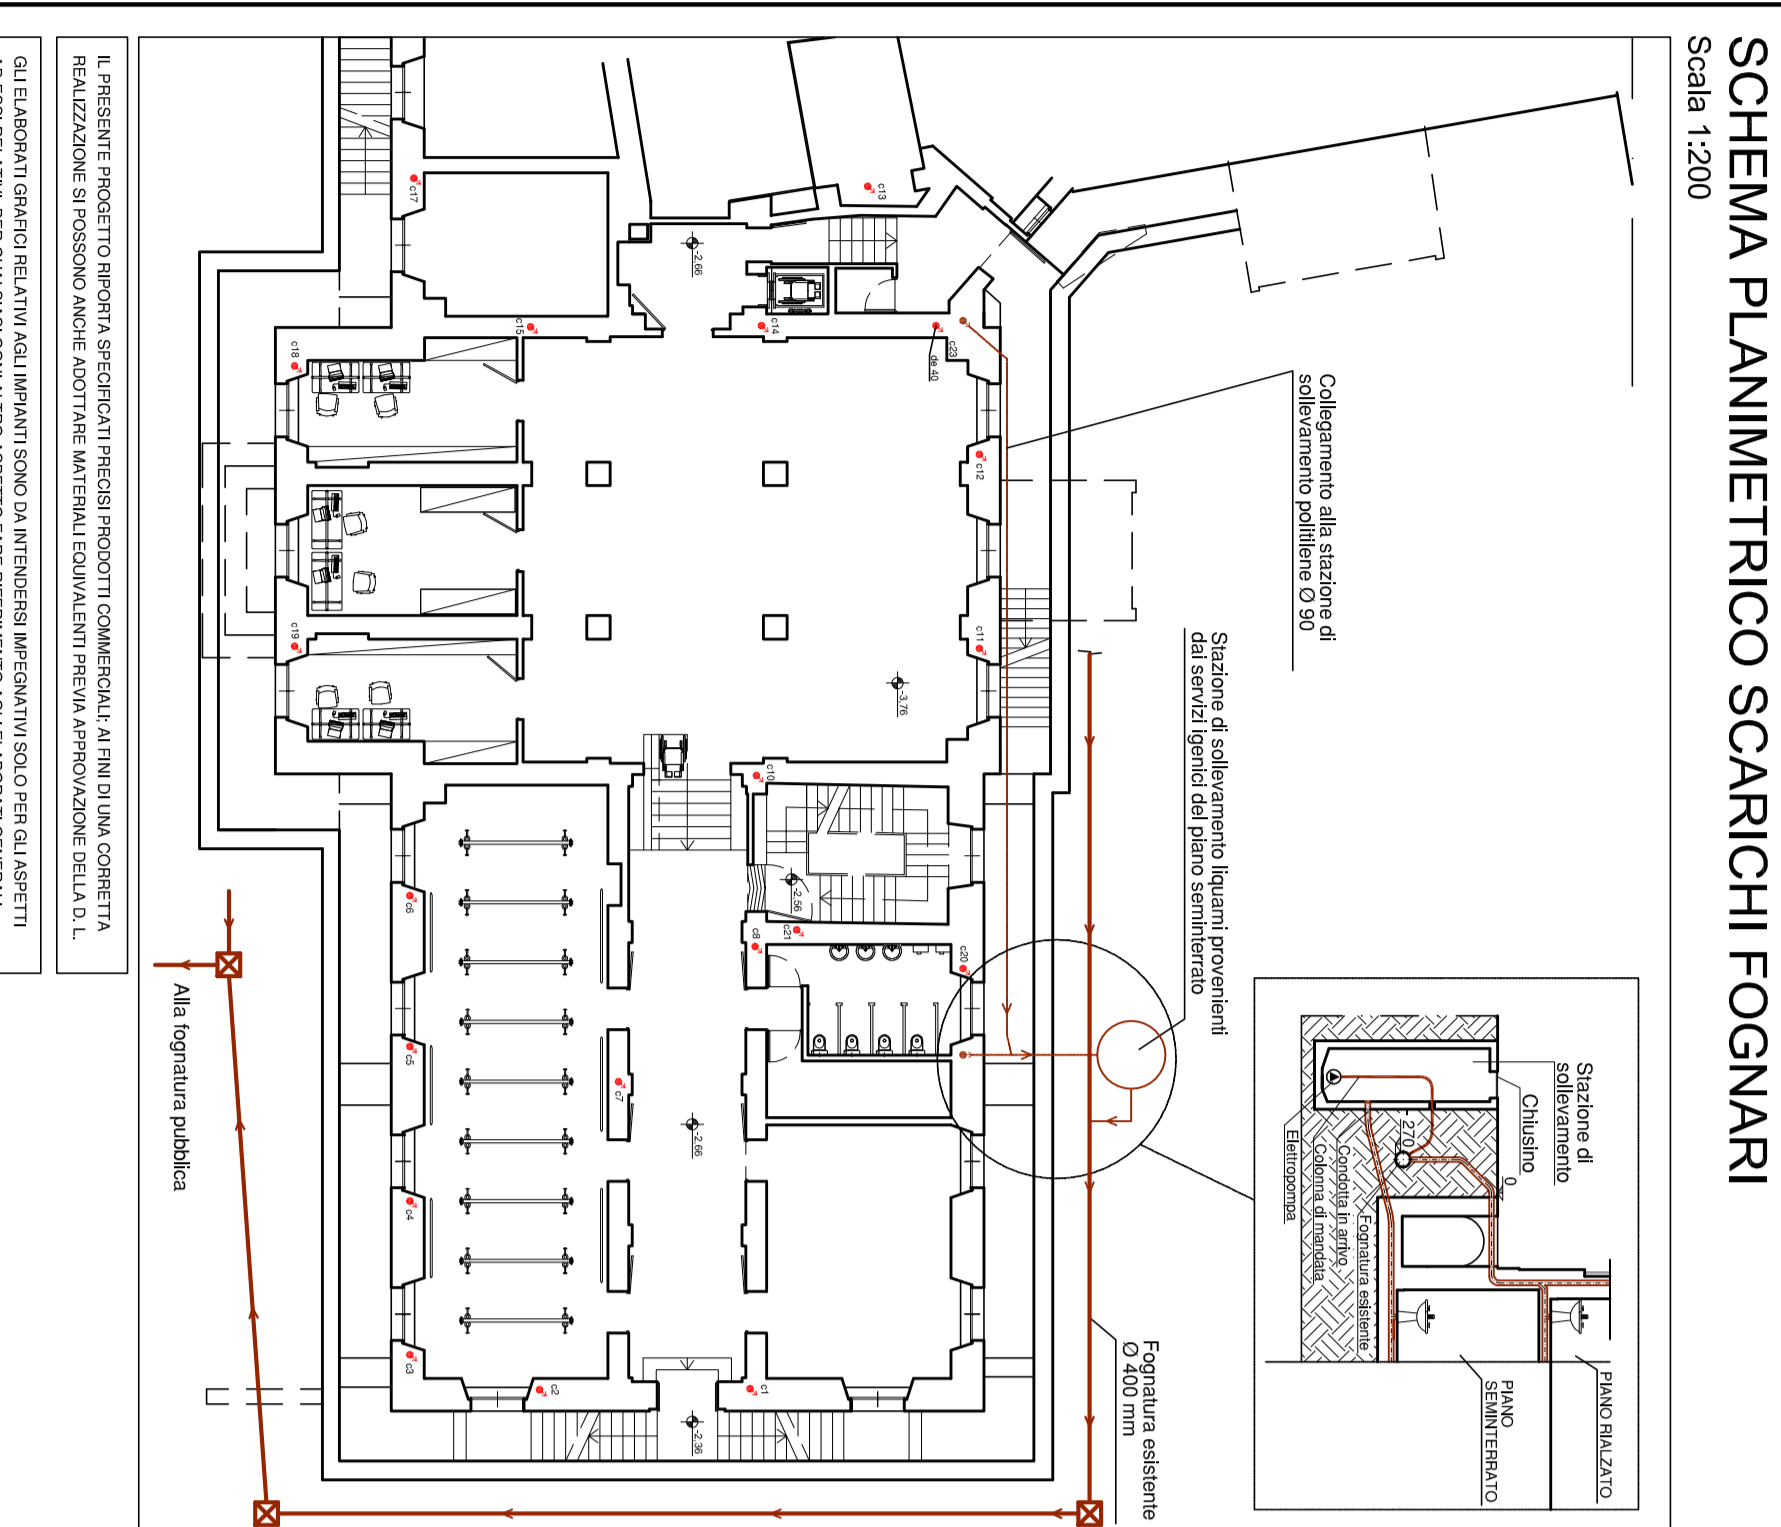 SCHEMA PLANIMETRICO SCARICHI FOGNARI
Scala 1:200
Collegamento alla stazione di
sollevamento politilene Ø 90
Stazione di sollevamento liquami provenienti
dai servizi igenici del piano seminterrato
Stazione di
sollevamento
Chiusino
0
-270
Fognatura esistente
Condotta in arrivo
Colonna di mandata
Elettropompa
PIANO RIALZATO
PIANO
SEMINTERRATO
Fognatura esistente
Ø 400 mm
c13
c17
-2,66
c14
c15
c23
de 40
c18
c12
c11
c19
-3,76
c10
-2,56
c21
c8
c20
c6
c5
c7
-2,66
c4
c3
c2
c1
-2,36
Alla fognatura pubblica
IL PRESENTE PROGETTO RIPORTA SPECIFICATI PRECISI PRODOTTI COMMERCIALI; AI FINI DI UNA CORRETTA
REALIZZAZIONE SI POSSONO ANCHE ADOTTARE MATERIALI EQUIVALENTI PREVIA APPROVAZIONE DELLA D. L.
GLI ELABORATI GRAFICI RELATIVI AGLI IMPIANTI SONO DA INTENDERSI IMPEGNATIVI SOLO PER GLI ASPETTI